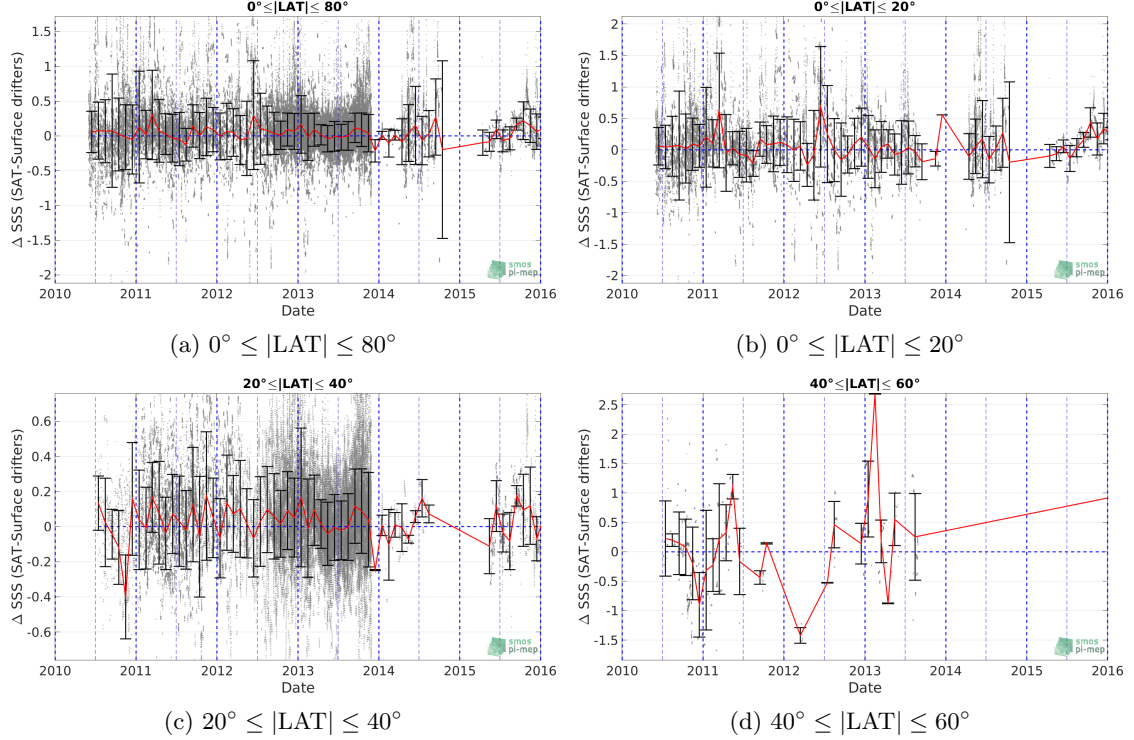 0°≤|LAT|≤ 80°
Δ SSS (SAT-Surface drifters)
1.5
1
0.5
0
-0.5
-1
-1.5
-2
smos
pi-mep
2010 2011 2012 2013 2014 2015 2016
Date
(a) 0° ≤ |LAT| ≤ 80°
0°≤|LAT|≤ 20°
Δ SSS (SAT-Surface drifters)
2
1.5
1
0.5
0
-0.5
-1
-1.5
-2
smos
pi-mep
2010 2011 2012 2013 2014 2015 2016
Date
(b) 0° ≤ |LAT| ≤ 20°
20°≤|LAT|≤ 40°
Δ SSS (SAT-Surface drifters)
0.6
0.4
0.2
0
-0.2
-0.4
-0.6
smos
pi-mep
2010 2011 2012 2013 2014 2015 2016
Date
(c) 20° ≤ |LAT| ≤ 40°
40°≤|LAT|≤ 60°
Δ SSS (SAT-Surface drifters)
2.5
2
1.5
1
0.5
0
-0.5
-1
-1.5
smos
pi-mep
2010 2011 2012 2013 2014 2015 2016
Date
(d) 40° ≤ |LAT| ≤ 60°